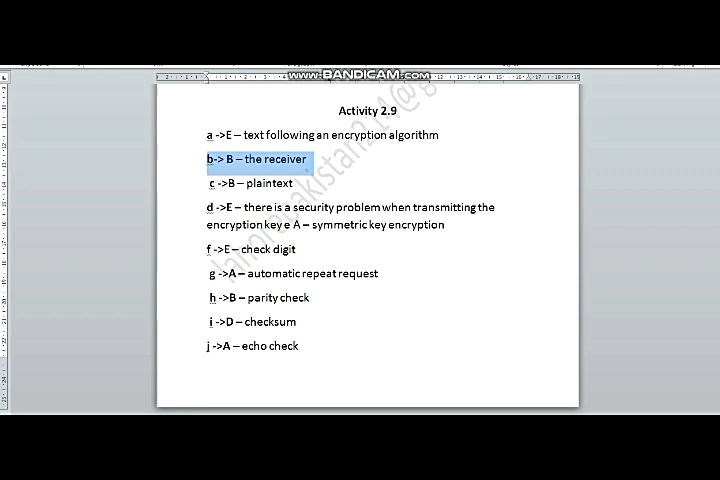 www.BANDICAM.com
Activity 2.9
a ->E – text following an encryption algorithm
b-> B – the receiver
c ->B – plaintext
d ->E – there is a security problem when transmitting the
encryption key e A – symmetric key encryption
f ->E – check digit
g ->A – automatic repeat request
h ->B – parity check
i ->D – checksum
j ->A – echo check